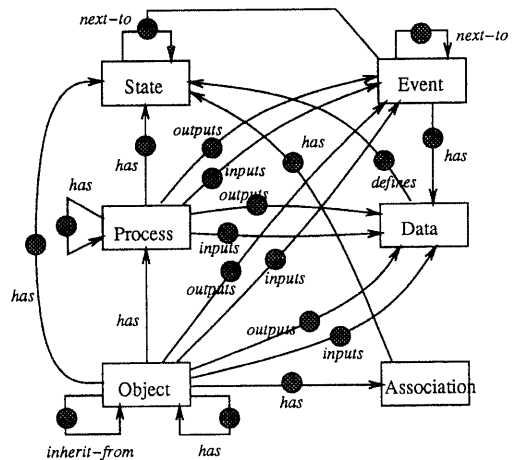 next-to
next-to
State
Event
outputs
has
has
has
inputs
defines
has
outputs
Process
inputs
Data
outputs
inputs
has
has
outputs
inputs
Object
has
Association
inherit-from
has